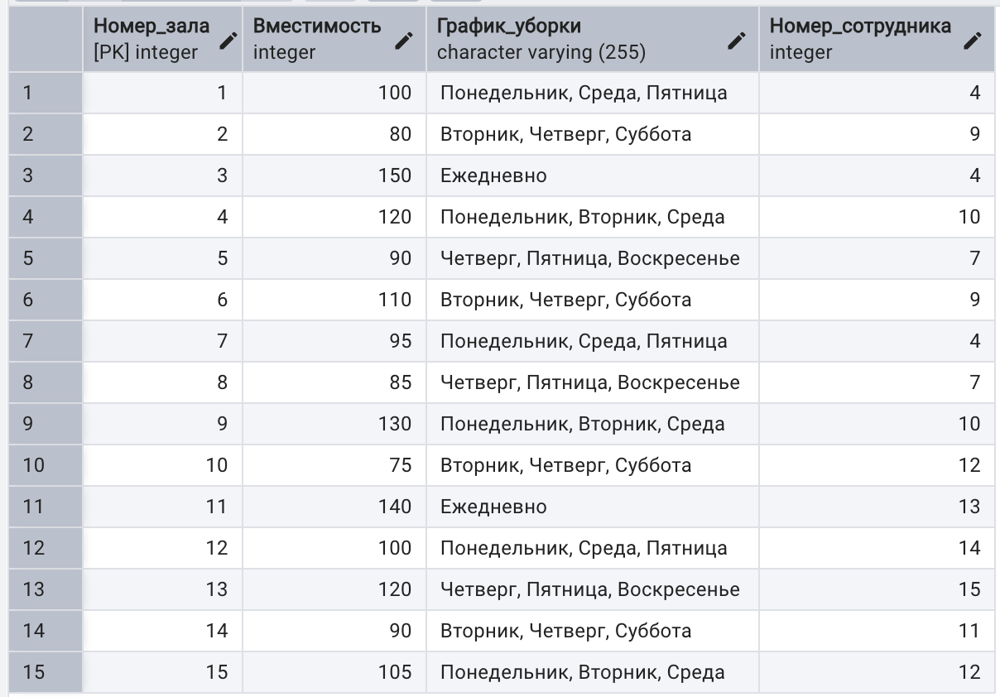 Номер_зала Вместимость График_уборки Номер_сотрудника
[PK] integer integer character varying (255) integer
1 1 100 Понедельник, Среда, Пятница 4
2 2 80 Вторник, Четверг, Суббота 9
3 3 150 Ежедневно 4
4 4 120 Понедельник, Вторник, Среда 10
5 5 90 Четверг, Пятница, Воскресенье 7
6 6 110 Вторник, Четверг, Суббота 9
7 7 95 Понедельник, Среда, Пятница 4
8 8 85 Четверг, Пятница, Воскресенье 7
9 9 130 Понедельник, Вторник, Среда 10
10 10 75 Вторник, Четверг, Суббота 12
11 11 140 Ежедневно 13
12 12 100 Понедельник, Среда, Пятница 14
13 13 120 Четверг, Пятница, Воскресенье 15
14 14 90 Вторник, Четверг, Суббота 11
15 15 105 Понедельник, Вторник, Среда 12